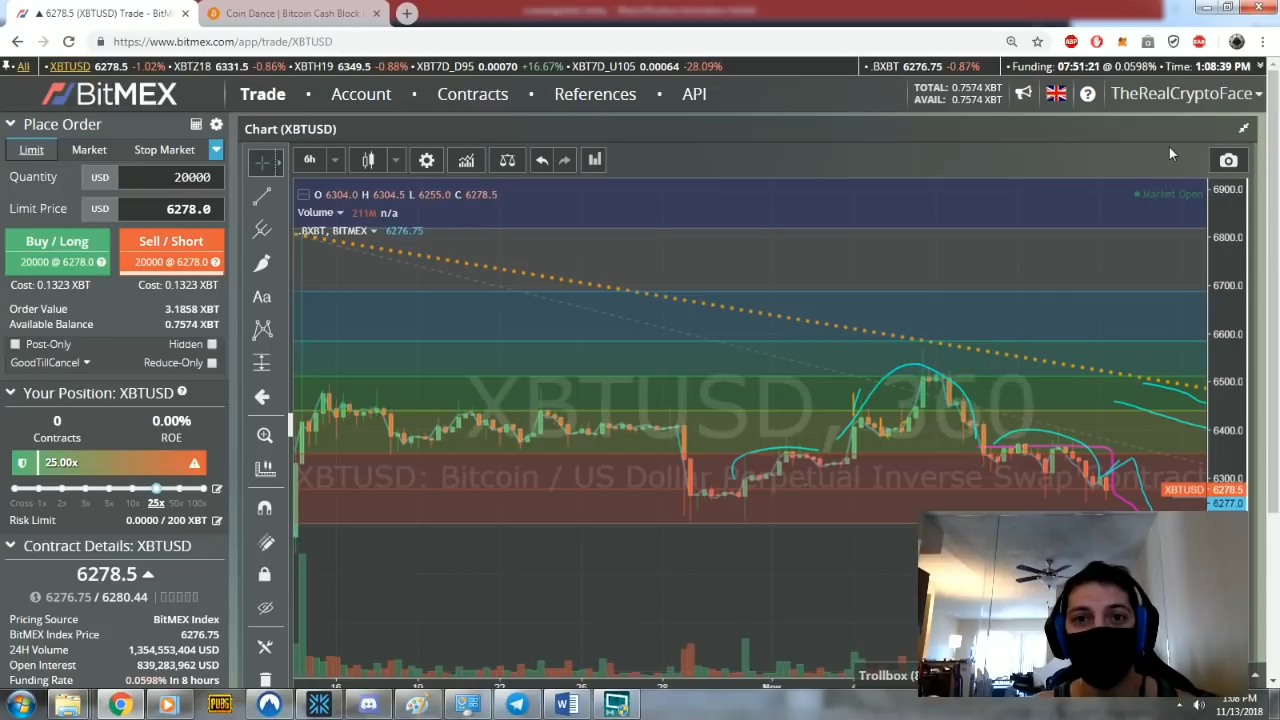 6278.5 (XBTUSD) Trade - BitM
Coin Dance | Bitcoin Cash Block
https://www.bitmex.com/app/trade/XBTUSD
All XBTUSD 6278.5 -1.02% XBTZ18 6331.5 -0.86% XBTH19 6349.5 -0.88% XBT7D_D95 0.00070 +16.67% XBT7D_U105 0.00064 -28.09% .BXBT 6276.75 -0.87% Funding: 07:51:21 @ 0.0598% Time: 1:08:39 PM
BitMEX Trade Account Contracts References API
TOTAL: 0.7574 XBT
AVAIL: 0.7574 XBT
TheRealCryptoFace
Place Order
Limit Market Stop Market
Quantity USD 20000
Limit Price USD 6278.0
Buy / Long
20000 @ 6278.0
Sell / Short
20000 @ 6278.0
Cost: 0.1323 XBT Cost: 0.1323 XBT
Order Value 3.1858 XBT
Available Balance 0.7574 XBT
Post-Only Hidden
GoodTillCancel Reduce-Only
Your Position: XBTUSD
0 0.00%
Contracts ROE
25.00x
Cross 1x 2x 3x 5x 10x 25x 50x 100x
Risk Limit 0.0000 / 200 XBT
Contract Details: XBTUSD
6278.5
6276.75 / 6280.44
Pricing Source BitMEX Index
BitMEX Index Price 6276.75
24H Volume 1,354,553,404 USD
Open Interest 839,283,962 USD
Funding Rate 0.0598% In 8 hours
Chart (XBTUSD)
6h
Aa
O 6304.0 H 6304.5 L 6255.0 C 6278.5
Market Open
Volume 211M n/a
.BXBT, BITMEX 6276.75
XBTUSD, 360
XBTUSD - Bitcoin / US Dollar Perpetual Inverse Swap Contract
6900.0
6800.0
6700.0
6600.0
6500.0
6400.0
6300.0
XBTUSD 6278.5
6277.0
16 19 22 25 28 Nov 6
Trollbox (
ABP
PUBG
1:08 PM
11/13/2018